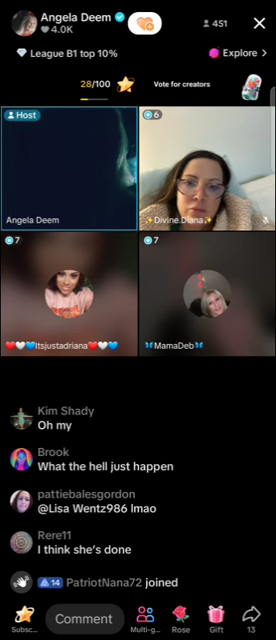 Angela Deem
4.0K
451
League B1 top 10%
Explore >
28/100
Vote for creators
Host
6
Angela Deem
✨Divine.Diana✨
7
7
❤️🤍💙Itsjustadriana❤️🤍💙
🦋MamaDeb🦋
Kim Shady
Oh my
Brook
What the hell just happen
pattiebalesgordon
@Lisa Wentz986 lmao
Rere11
I think she's done
14 PatriotNana72 joined
Subsc...
Comment
Multi-g...
Rose
Gift
13